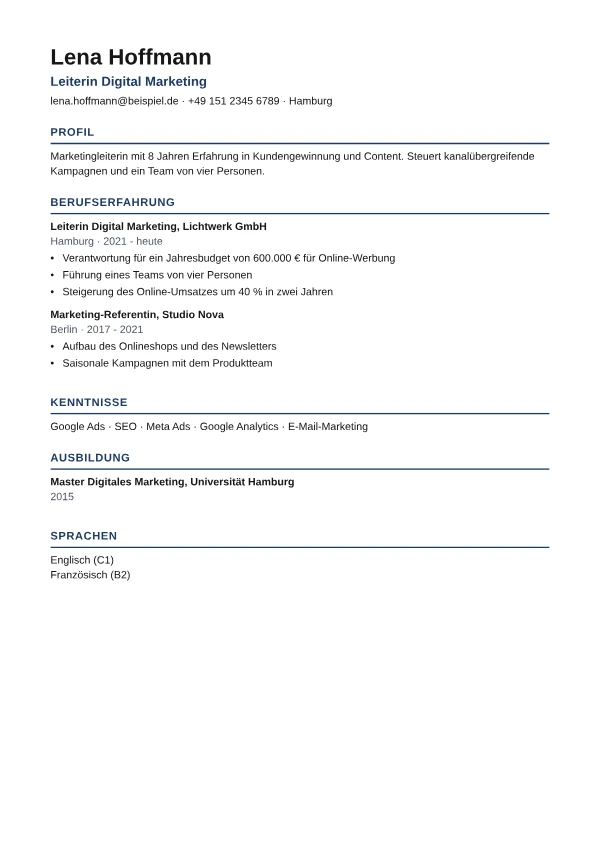 Lena Hoffmann
Leiterin Digital Marketing
lena.hoffmann@beispiel.de · +49 151 2345 6789 · Hamburg
PROFIL
Marketingleiterin mit 8 Jahren Erfahrung in Kundengewinnung und Content. Steuert kanalübergreifende
Kampagnen und ein Team von vier Personen.
BERUFSERFAHRUNG
Leiterin Digital Marketing, Lichtwerk GmbH
Hamburg · 2021 - heute
• Verantwortung für ein Jahresbudget von 600.000 € für Online-Werbung
• Führung eines Teams von vier Personen
• Steigerung des Online-Umsatzes um 40 % in zwei Jahren
Marketing-Referentin, Studio Nova
Berlin · 2017 - 2021
• Aufbau des Onlineshops und des Newsletters
• Saisonale Kampagnen mit dem Produktteam
KENNTNISSE
Google Ads · SEO · Meta Ads · Google Analytics · E-Mail-Marketing
AUSBILDUNG
Master Digitales Marketing, Universität Hamburg
2015
SPRACHEN
Englisch (C1)
Französisch (B2)